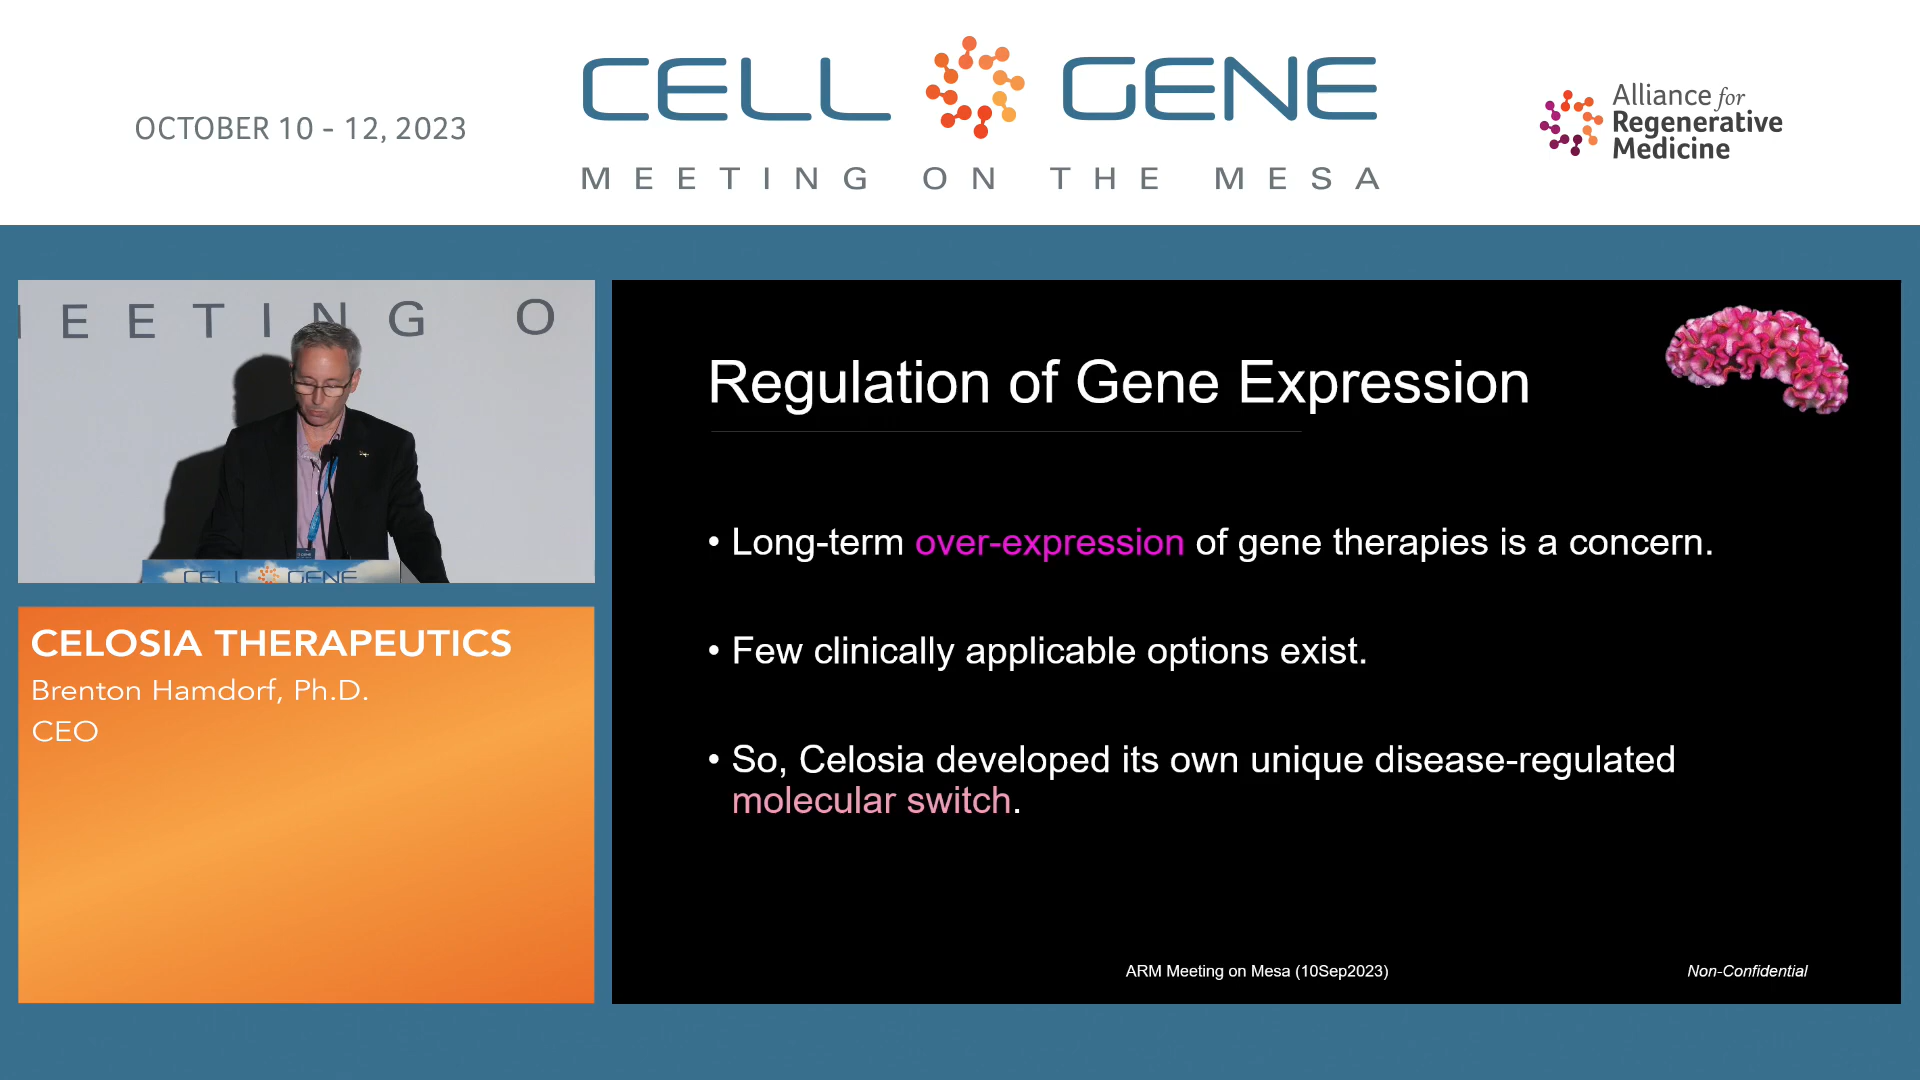 OCTOBER 10 - 12, 2023
CELL GENE
MEETING ON THE MESA
Alliance for
Regenerative
Medicine
EETING O
CELL GENE
CELOSIA THERAPEUTICS
Brenton Hamdorf, Ph.D.
CEO
Regulation of Gene Expression
• Long-term over-expression of gene therapies is a concern.
• Few clinically applicable options exist.
• So, Celosia developed its own unique disease-regulated
molecular switch.
ARM Meeting on Mesa (10Sep2023)
Non-Confidential